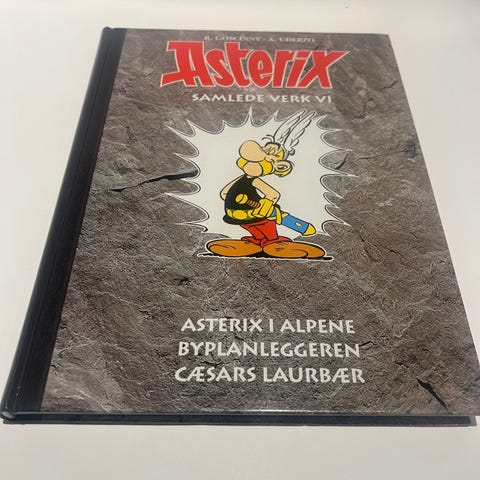 R. GOSCINNY · A. UDERZO
Asterix
SAMLEDE VERK VI
ASTERIX I ALPENE
BYPLANLEGGEREN
CÆSARS LAURBÆR